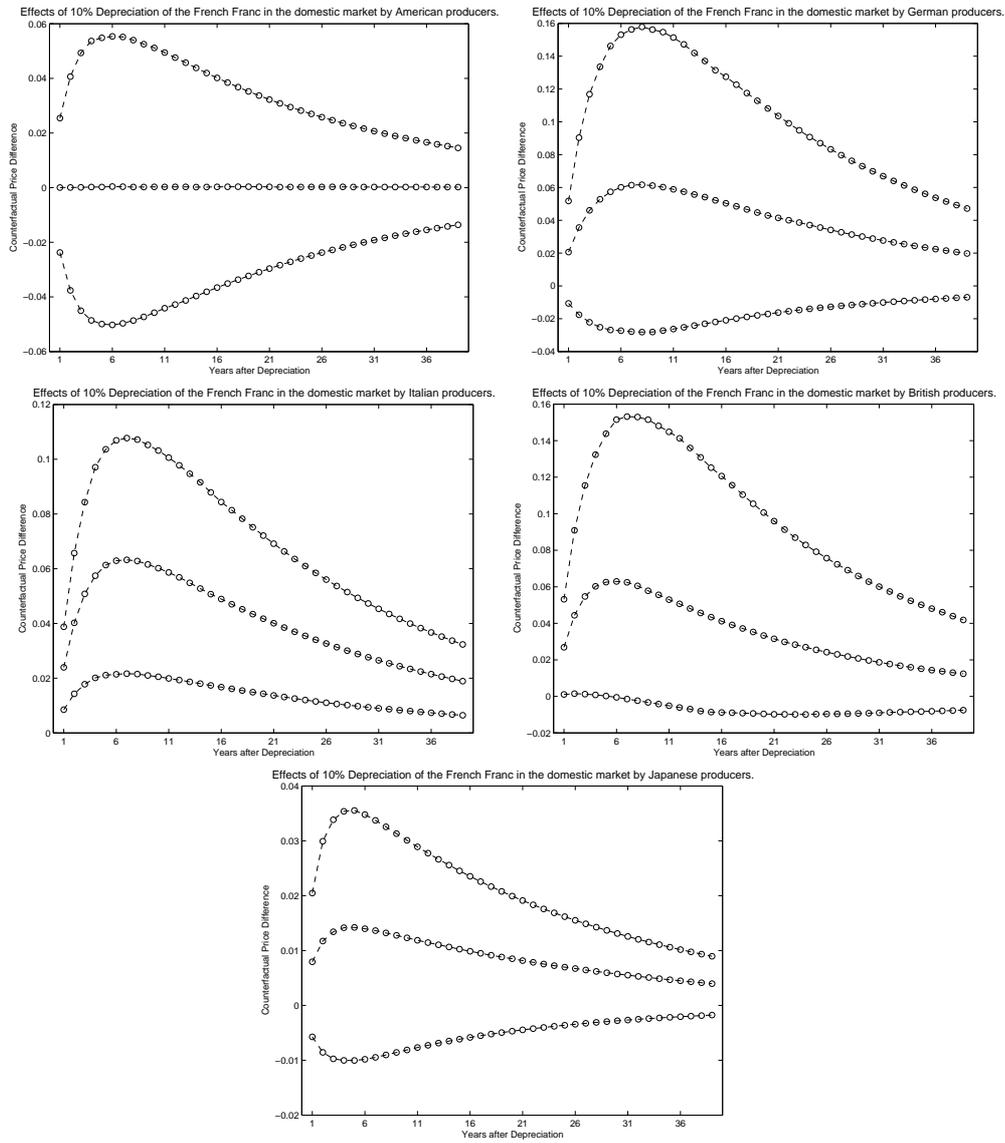 Effects of 10% Depreciation of the French Franc in the domestic market by American producers.
0.06
0.04
0.02
0
−0.02
−0.04
−0.06
Counterfactual Price Difference
1 6 11 16 21 26 31 36
Years after Depreciation
Effects of 10% Depreciation of the French Franc in the domestic market by German producers.
0.16
0.14
0.12
0.1
0.08
0.06
0.04
0.02
0
−0.02
−0.04
Counterfactual Price Difference
1 6 11 16 21 26 31 36
Years after Depreciation
Effects of 10% Depreciation of the French Franc in the domestic market by Italian producers.
0.12
0.1
0.08
0.06
0.04
0.02
0
Counterfactual Price Difference
1 6 11 16 21 26 31 36
Years after Depreciation
Effects of 10% Depreciation of the French Franc in the domestic market by British producers.
0.16
0.14
0.12
0.1
0.08
0.06
0.04
0.02
0
−0.02
Counterfactual Price Difference
1 6 11 16 21 26 31 36
Years after Depreciation
Effects of 10% Depreciation of the French Franc in the domestic market by Japanese producers.
0.04
0.03
0.02
0.01
0
−0.01
−0.02
Counterfactual Price Difference
1 6 11 16 21 26 31 36
Years after Depreciation